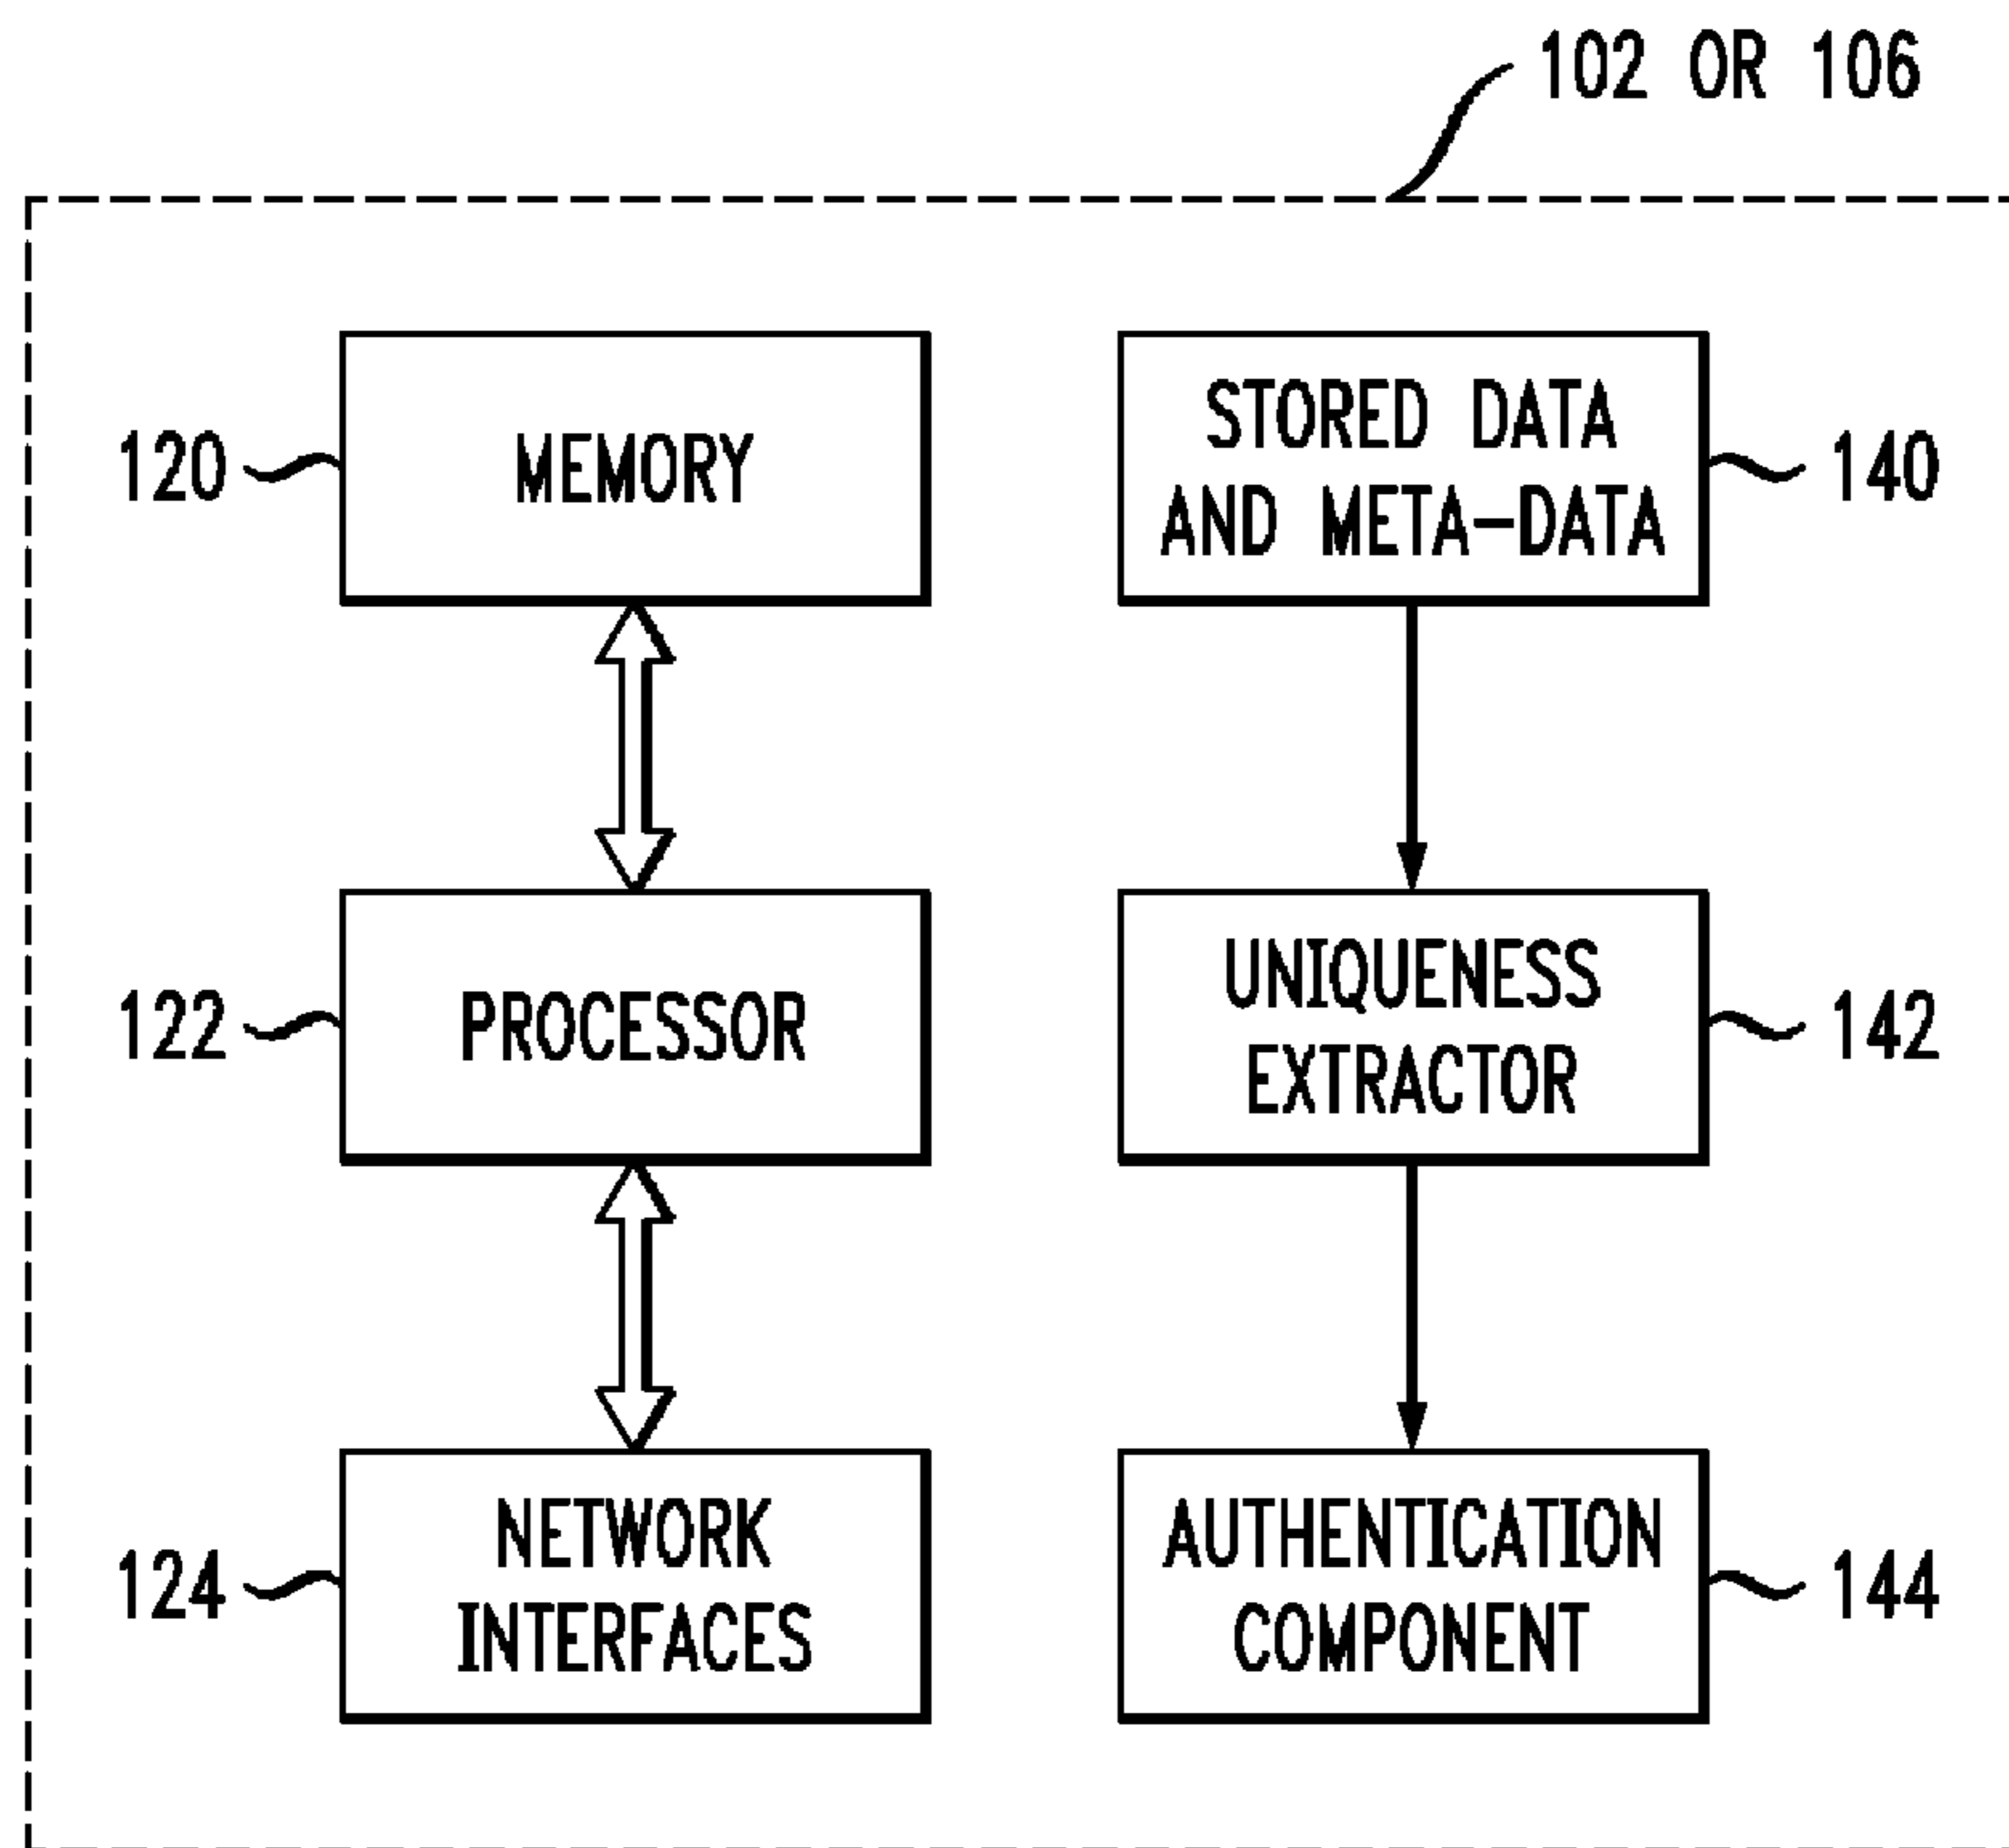 102 OR 106
120
MEMORY
STORED DATA
AND META-DATA
140
122
PROCESSOR
UNIQUENESS
EXTRACTOR
142
124
NETWORK
INTERFACES
AUTHENTICATION
COMPONENT
144